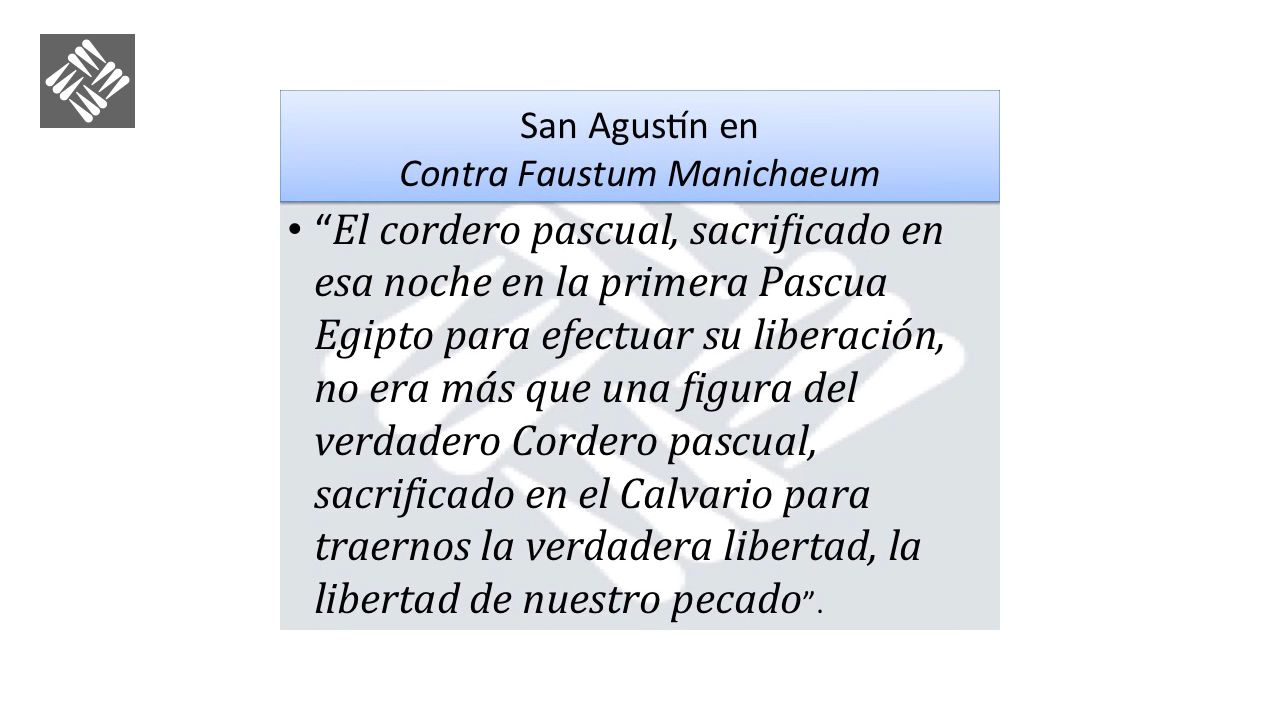 San Agustín en
Contra Faustum Manichaeum
• “El cordero pascual, sacrificado en
esa noche en la primera Pascua
Egipto para efectuar su liberación,
no era más que una figura del
verdadero Cordero pascual,
sacrificado en el Calvario para
traernos la verdadera libertad, la
libertad de nuestro pecado”.